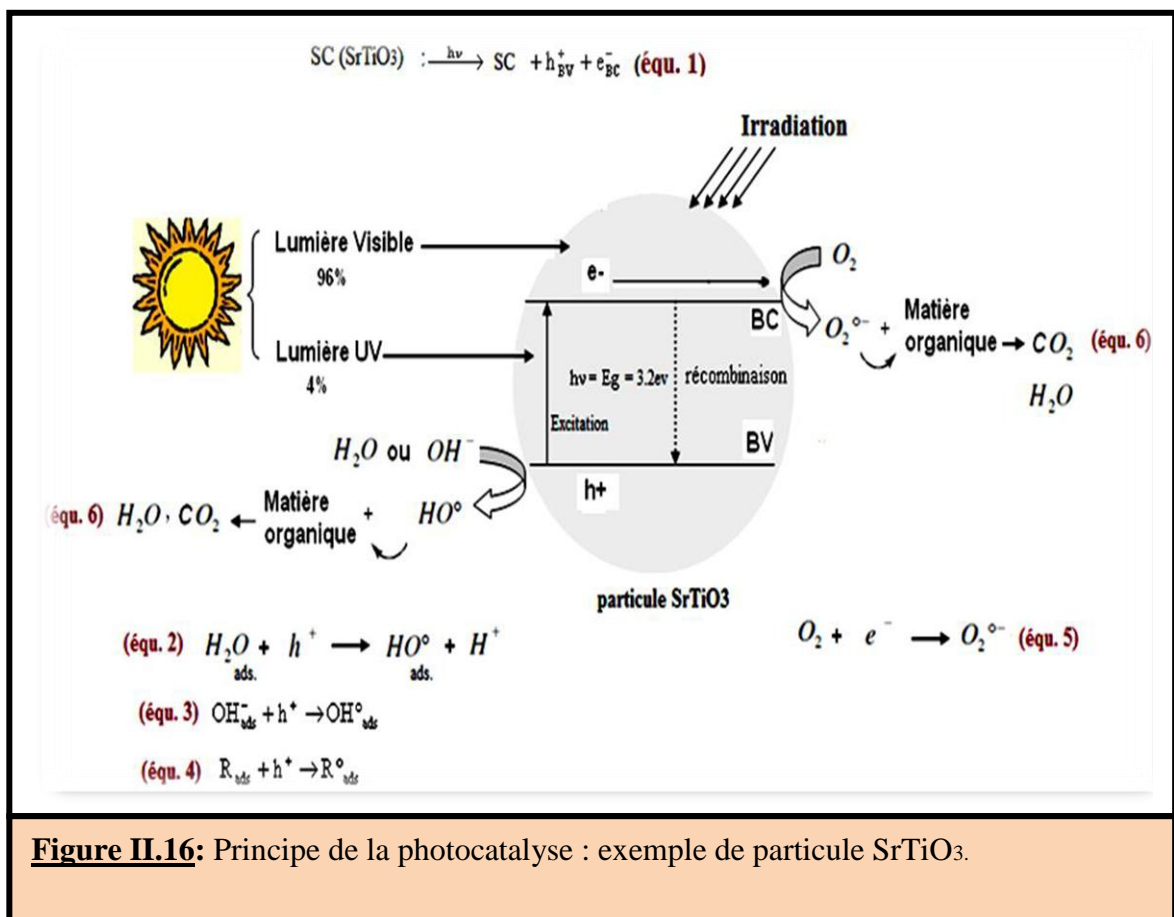 SC (SrTiO3) : —hν→ SC + h⁺BV + e⁻BC (équ. 1)
Irradiation
Lumière Visible
96%
e-
O₂
BC
O₂°⁻ + Matière organique → CO₂ (équ. 6)
H₂O
Lumière UV
4%
hν = Eg = 3.2ev
récombinaison
Excitation
BV
H₂O ou OH⁻
h+
(équ. 6) H₂O , CO₂ ← Matière organique + HO°
particule SrTiO3
(équ. 2) H₂O + h⁺ → HO° + H⁺
ads. ads.
O₂ + e⁻ → O₂°⁻ (équ. 5)
(équ. 3) OH⁻ads + h⁺ → OH°ads
(équ. 4) Rads + h⁺ → R°ads
Figure II.16: Principe de la photocatalyse : exemple de particule SrTiO₃.